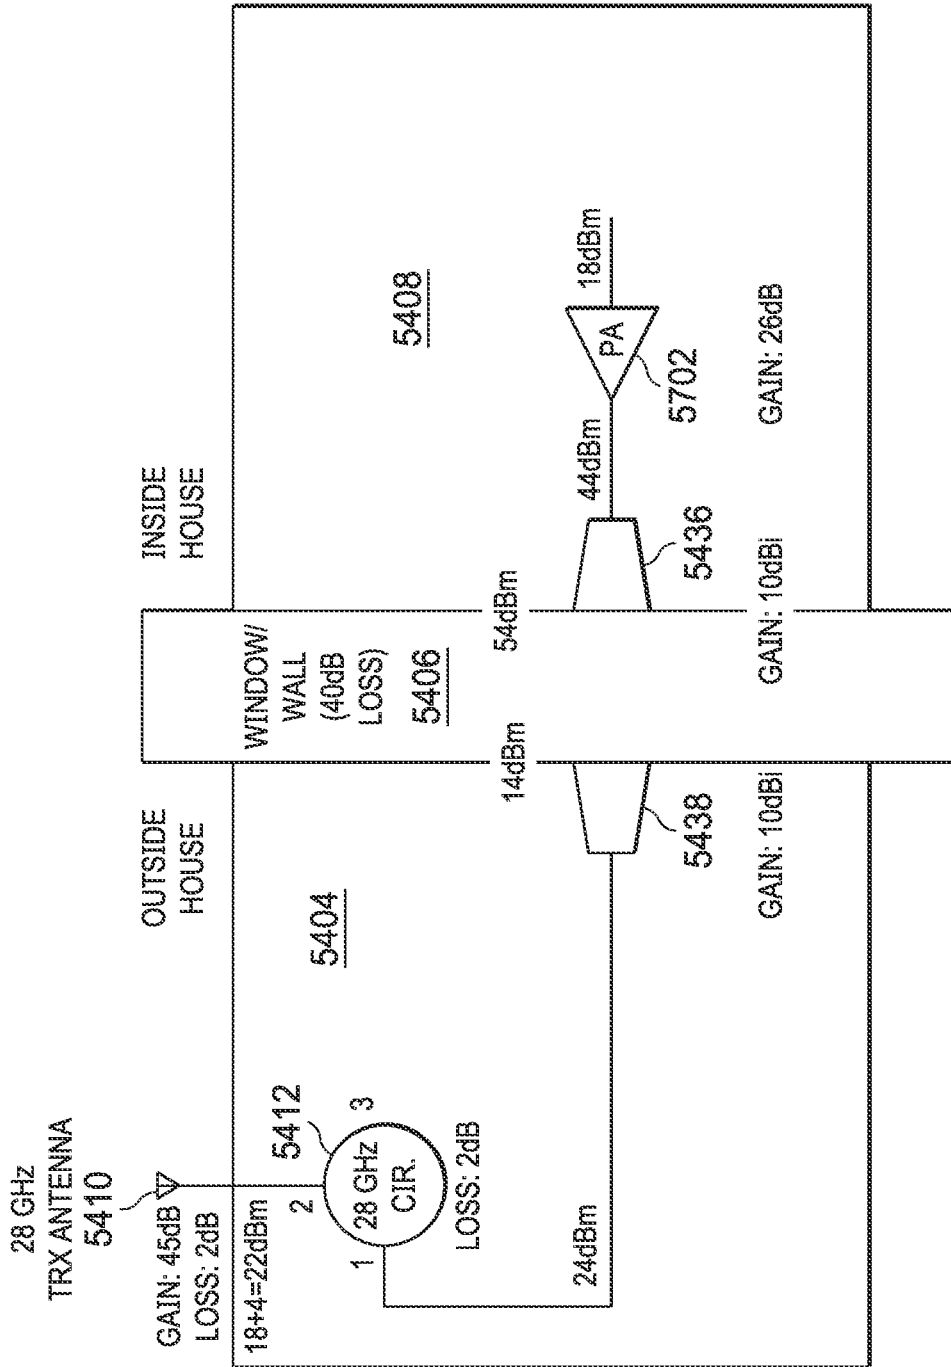 28 GHz
TRX ANTENNA
5410
GAIN: 45dB
LOSS: 2dB
18+4=22dBm
OUTSIDE
HOUSE
INSIDE
HOUSE
5404
WINDOW/
WALL
(40dB
LOSS)
5406
5408
2
5412
3
1
28 GHz
CIR.
LOSS: 2dB
24dBm
14dBm
54dBm
44dBm
18dBm
PA
5438
5436
5702
GAIN: 10dBi
GAIN: 10dBi
GAIN: 26dB